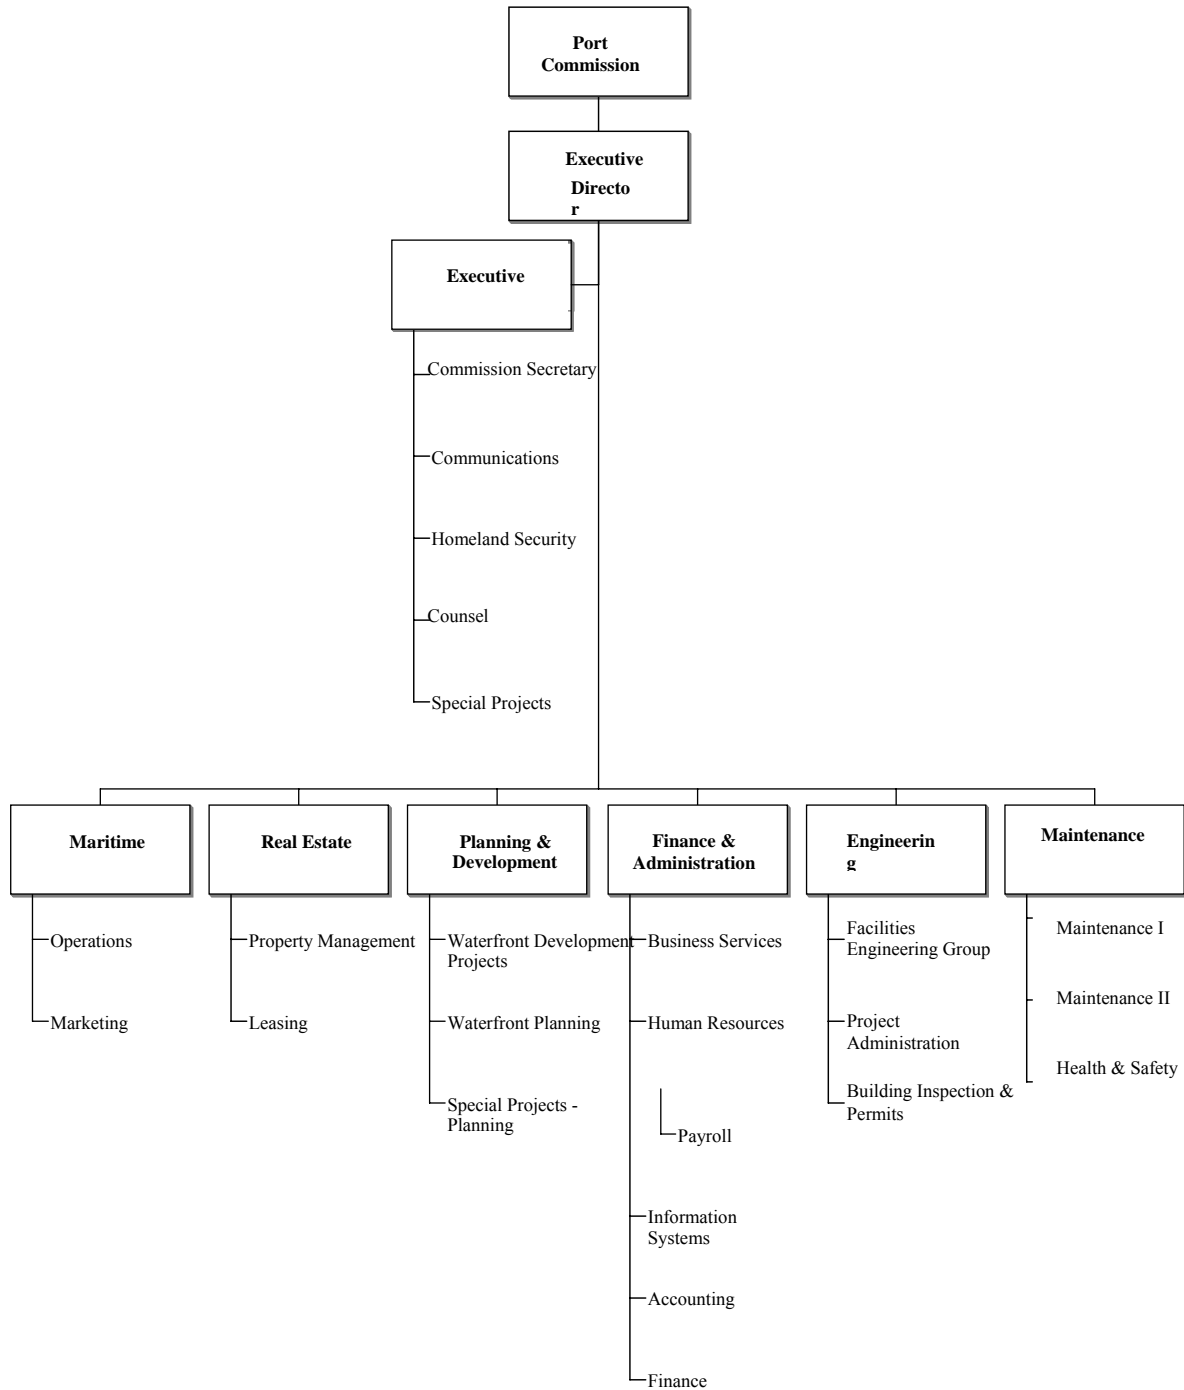 Port
Commission
Executive
Directo
r
Executive
Commission Secretary
Communications
Homeland Security
Counsel
Special Projects
Maritime
Operations
Marketing
Real Estate
Property Management
Leasing
Planning &
Development
Waterfront Development
Projects
Waterfront Planning
Special Projects -
Planning
Finance &
Administration
Business Services
Human Resources
Payroll
Information
Systems
Accounting
Finance
Engineerin
g
Facilities
Engineering Group
Project
Administration
Building Inspection &
Permits
Maintenance
Maintenance I
Maintenance II
Health & Safety